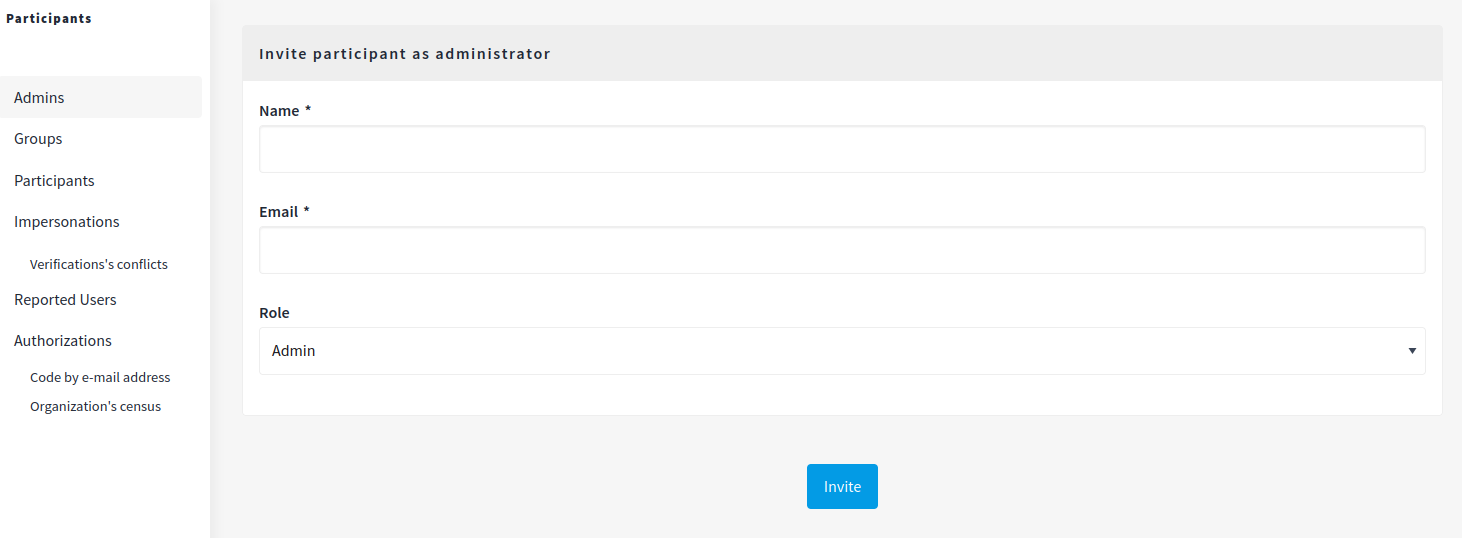 Participants
Admins
Groups
Participants
Impersonations
Verifications's conflicts
Reported Users
Authorizations
Code by e-mail address
Organization's census
Invite participant as administrator
Name *
Email *
Role
Admin
Invite